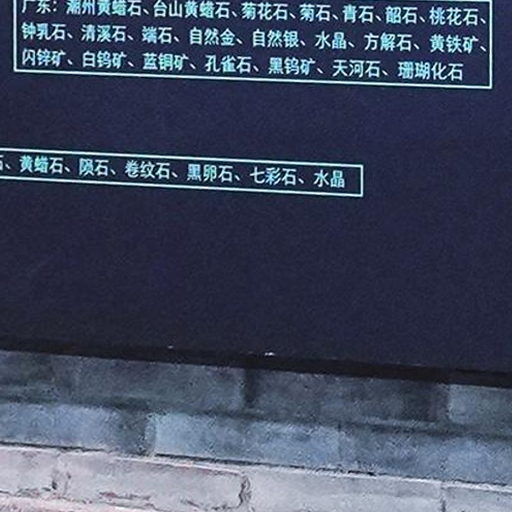 广东：潮州黄蜡石、台山黄蜡石、菊花石、菊石、青石、韶石、桃花石、
钟乳石、清溪石、端石、自然金、自然银、水晶、方解石、黄铁矿、
闪锌矿、白钨矿、蓝铜矿、孔雀石、黑钨矿、天河石、珊瑚化石
石、黄蜡石、陨石、卷纹石、黑卵石、七彩石、水晶